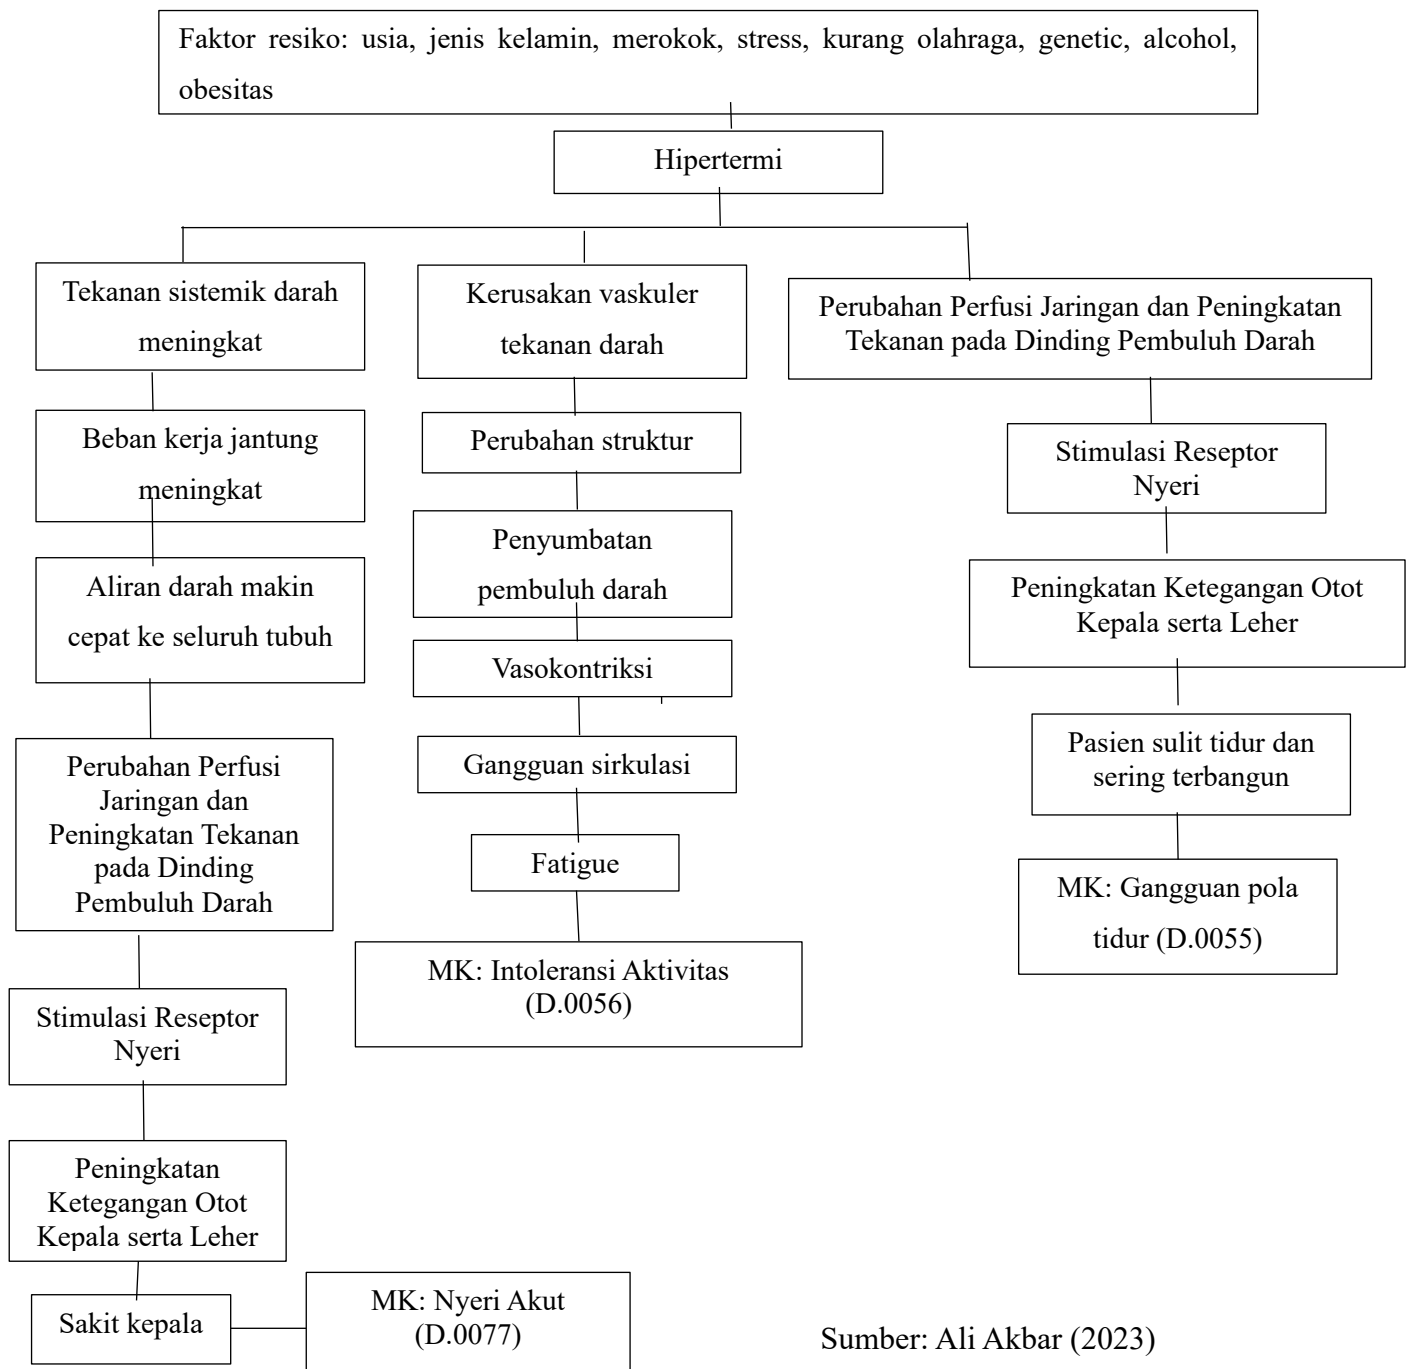 Faktor resiko: usia, jenis kelamin, merokok, stress, kurang olahraga, genetic, alcohol,
obesitas
Hipertermi
Tekanan sistemik darah
meningkat
Beban kerja jantung
meningkat
Aliran darah makin
cepat ke seluruh tubuh
Perubahan Perfusi
Jaringan dan
Peningkatan Tekanan
pada Dinding
Pembuluh Darah
Stimulasi Reseptor
Nyeri
Peningkatan
Ketegangan Otot
Kepala serta Leher
Sakit kepala
MK: Nyeri Akut
(D.0077)
Kerusakan vaskuler
tekanan darah
Perubahan struktur
Penyumbatan
pembuluh darah
Vasokontriksi
Gangguan sirkulasi
Fatigue
MK: Intoleransi Aktivitas
(D.0056)
Perubahan Perfusi Jaringan dan Peningkatan
Tekanan pada Dinding Pembuluh Darah
Stimulasi Reseptor
Nyeri
Peningkatan Ketegangan Otot
Kepala serta Leher
Pasien sulit tidur dan
sering terbangun
MK: Gangguan pola
tidur (D.0055)
Sumber: Ali Akbar (2023)